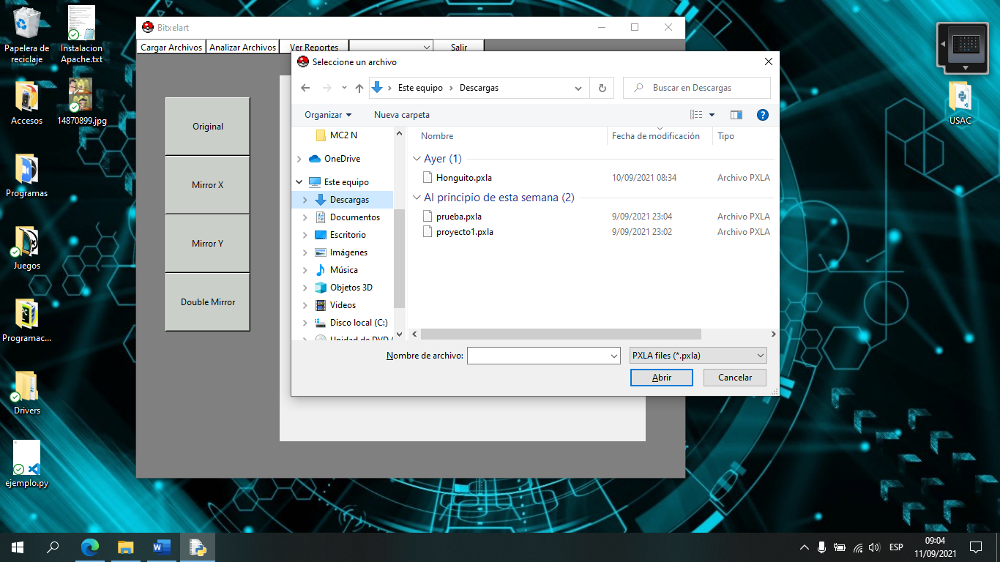 Papelera de
reciclaje
Instalacion
Apache.txt
Accesos
14870899.jpg
Programas
Juegos
Programac...
Drivers
ejemplo.py
USAC
Bitxelart
Cargar Archivos
Analizar Archivos
Ver Reportes
Salir
Original
Mirror X
Mirror Y
Double Mirror
Seleccione un archivo
Este equipo
Descargas
Buscar en Descargas
Organizar
Nueva carpeta
MC2 N
OneDrive
Este equipo
Descargas
Documentos
Escritorio
Imágenes
Música
Objetos 3D
Videos
Disco local (C:)
Unidad de DVD (
Nombre
Fecha de modificación
Tipo
Ayer (1)
Honguito.pxla 10/09/2021 08:34 Archivo PXLA
Al principio de esta semana (2)
prueba.pxla 9/09/2021 23:04 Archivo PXLA
proyecto1.pxla 9/09/2021 23:02 Archivo PXLA
Nombre de archivo:
PXLA files (*.pxla)
Abrir
Cancelar
ESP
09:04
11/09/2021